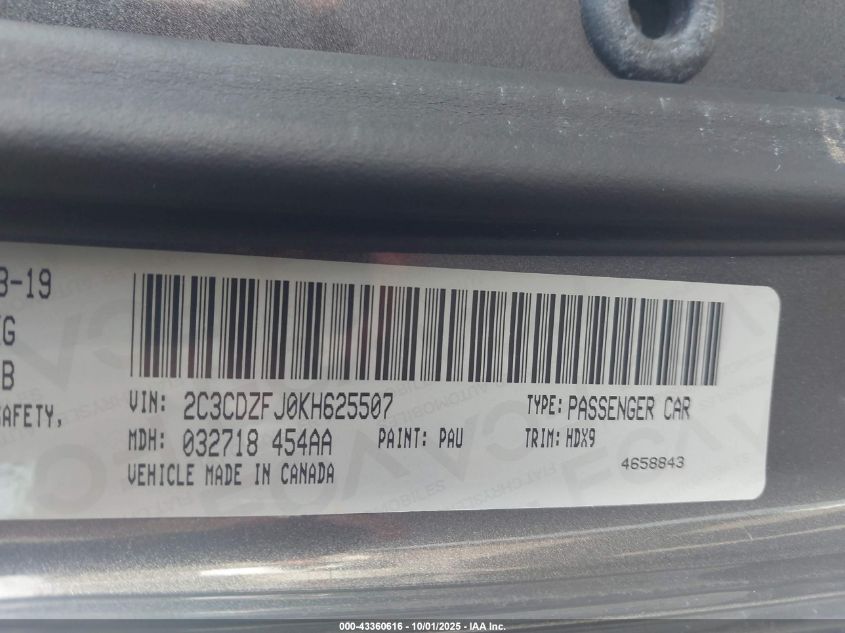 3-19
G
B
SAFETY,
VIN: 2C3CDZFJ0KH625507 TYPE: PASSENGER CAR
MDH: 032718 454AA PAINT: PAU TRIM: HDX9
VEHICLE MADE IN CANADA 4658843
000-43360616 - 10/01/2025 - IAA Inc.